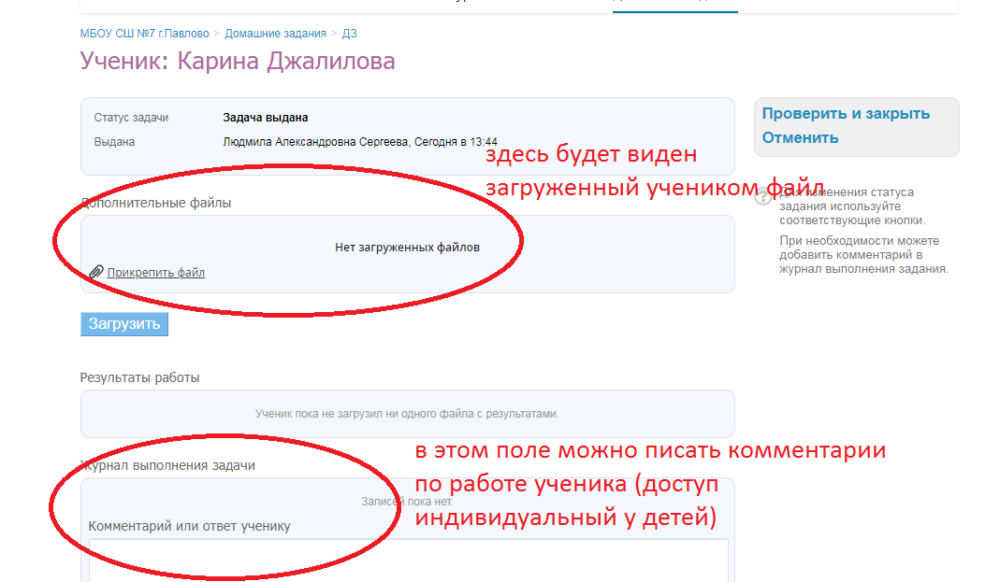 МБОУ СШ №7 г.Павлово > Домашние задания > ДЗ
Ученик: Карина Джалилова
Статус задачи Задача выдана
Выдана Людмила Александровна Сергеева, Сегодня в 13:44
Проверить и закрыть
Отменить
здесь будет виден
загруженный учеником файл
Для изменения статуса
задания используйте
соответствующие кнопки.
При необходимости можете
добавить комментарий в
журнал выполнения задания.
Дополнительные файлы
Нет загруженных файлов
Прикрепить файл
Загрузить
Результаты работы
Ученик пока не загрузил ни одного файла с результатами.
Журнал выполнения задачи
в этом поле можно писать комментарии
по работе ученика (доступ
индивидуальный у детей)
Записей пока нет.
Комментарий или ответ ученику